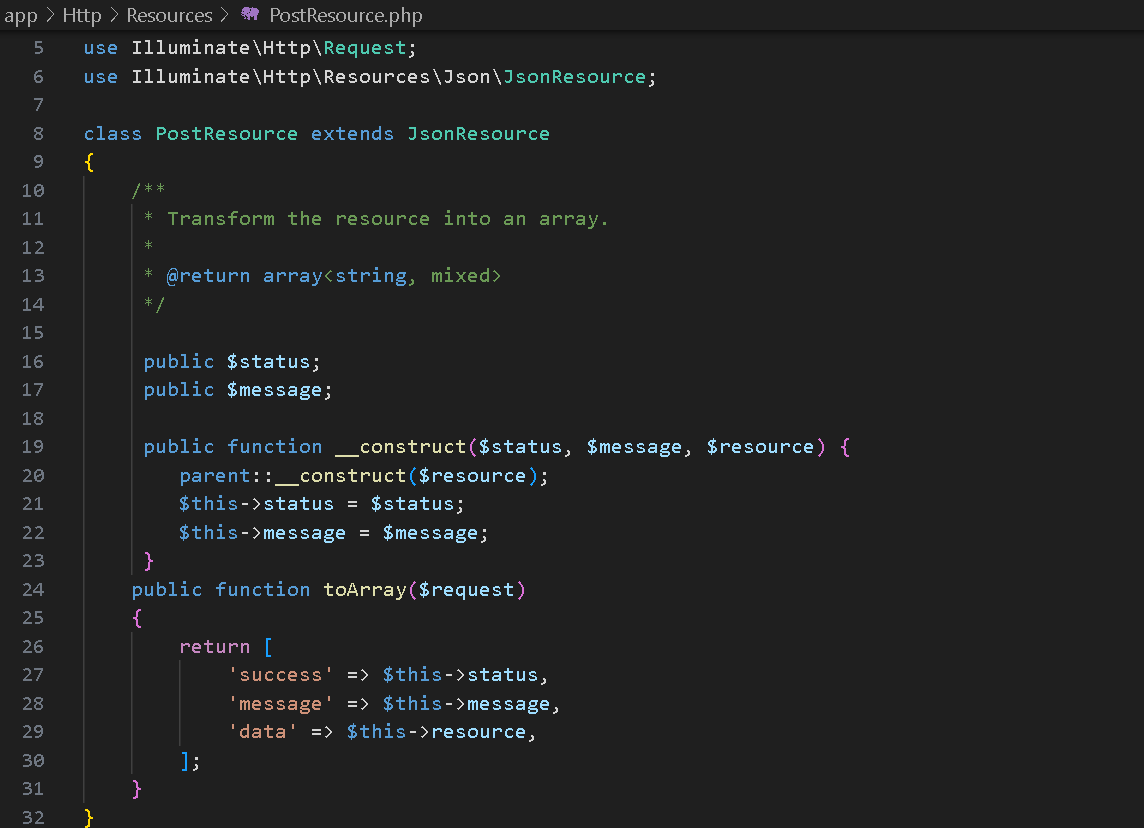 app > Http > Resources > PostResource.php
5 use Illuminate\Http\Request;
6 use Illuminate\Http\Resources\Json\JsonResource;
7
8 class PostResource extends JsonResource
9 {
10     /**
11      * Transform the resource into an array.
12      *
13      * @return array<string, mixed>
14      */
15
16      public $status;
17      public $message;
18
19      public function __construct($status, $message, $resource) {
20         parent::__construct($resource);
21         $this->status = $status;
22         $this->message = $message;
23      }
24     public function toArray($request)
25     {
26         return [
27             'success' => $this->status,
28             'message' => $this->message,
29             'data' => $this->resource,
30         ];
31     }
32 }